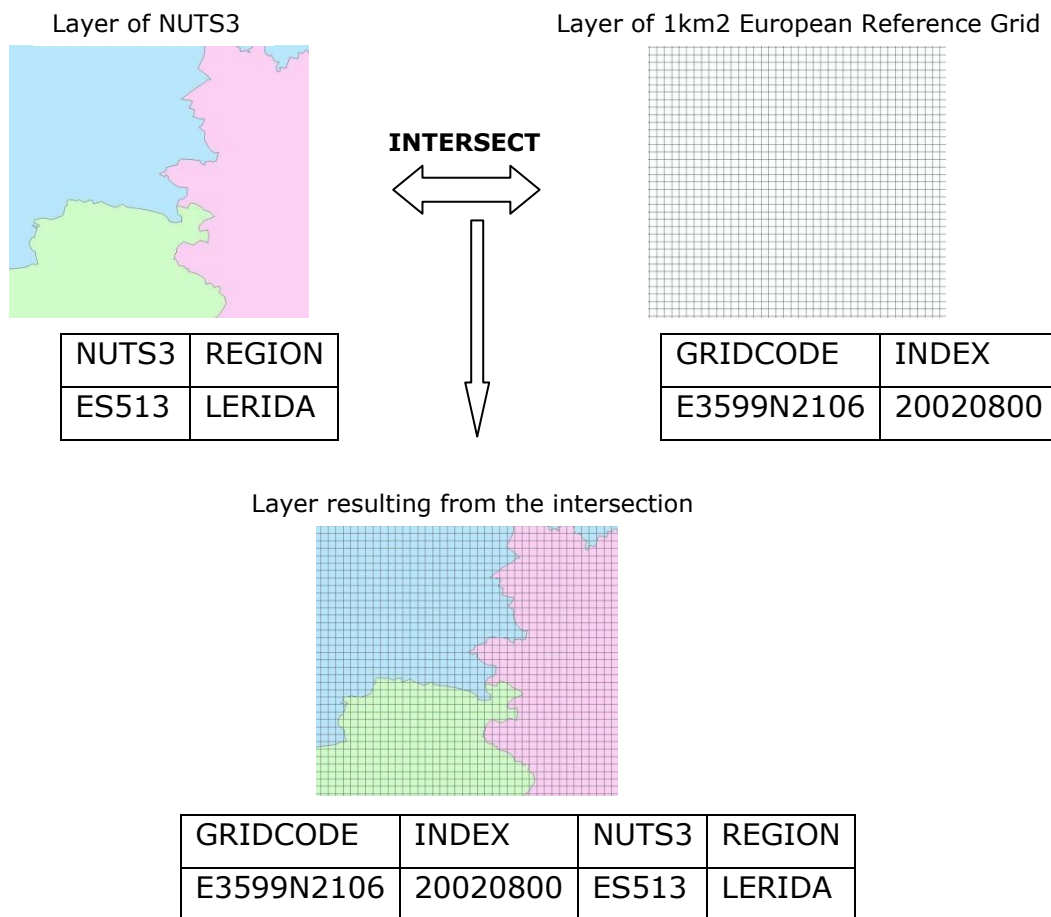 Layer of NUTS3
Layer of 1km2 European Reference Grid
INTERSECT
NUTS3 REGION
ES513 LERIDA
GRIDCODE INDEX
E3599N2106 20020800
Layer resulting from the intersection
GRIDCODE INDEX NUTS3 REGION
E3599N2106 20020800 ES513 LERIDA